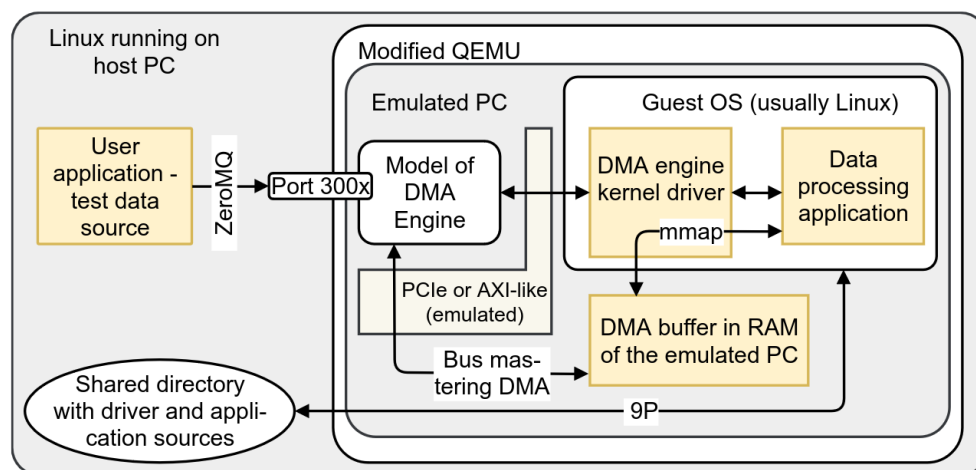 Linux running on
host PC
Modified QEMU
Emulated PC
Guest OS (usually Linux)
User
application -
test data
source
ZeroMQ
Port 300x
Model of
DMA
Engine
DMA engine
kernel driver
Data
processing
application
mmap
PCIe or AXI-like
(emulated)
DMA buffer in RAM
of the emulated PC
Bus mas-
tering DMA
Shared directory
with driver and appli-
cation sources
9P